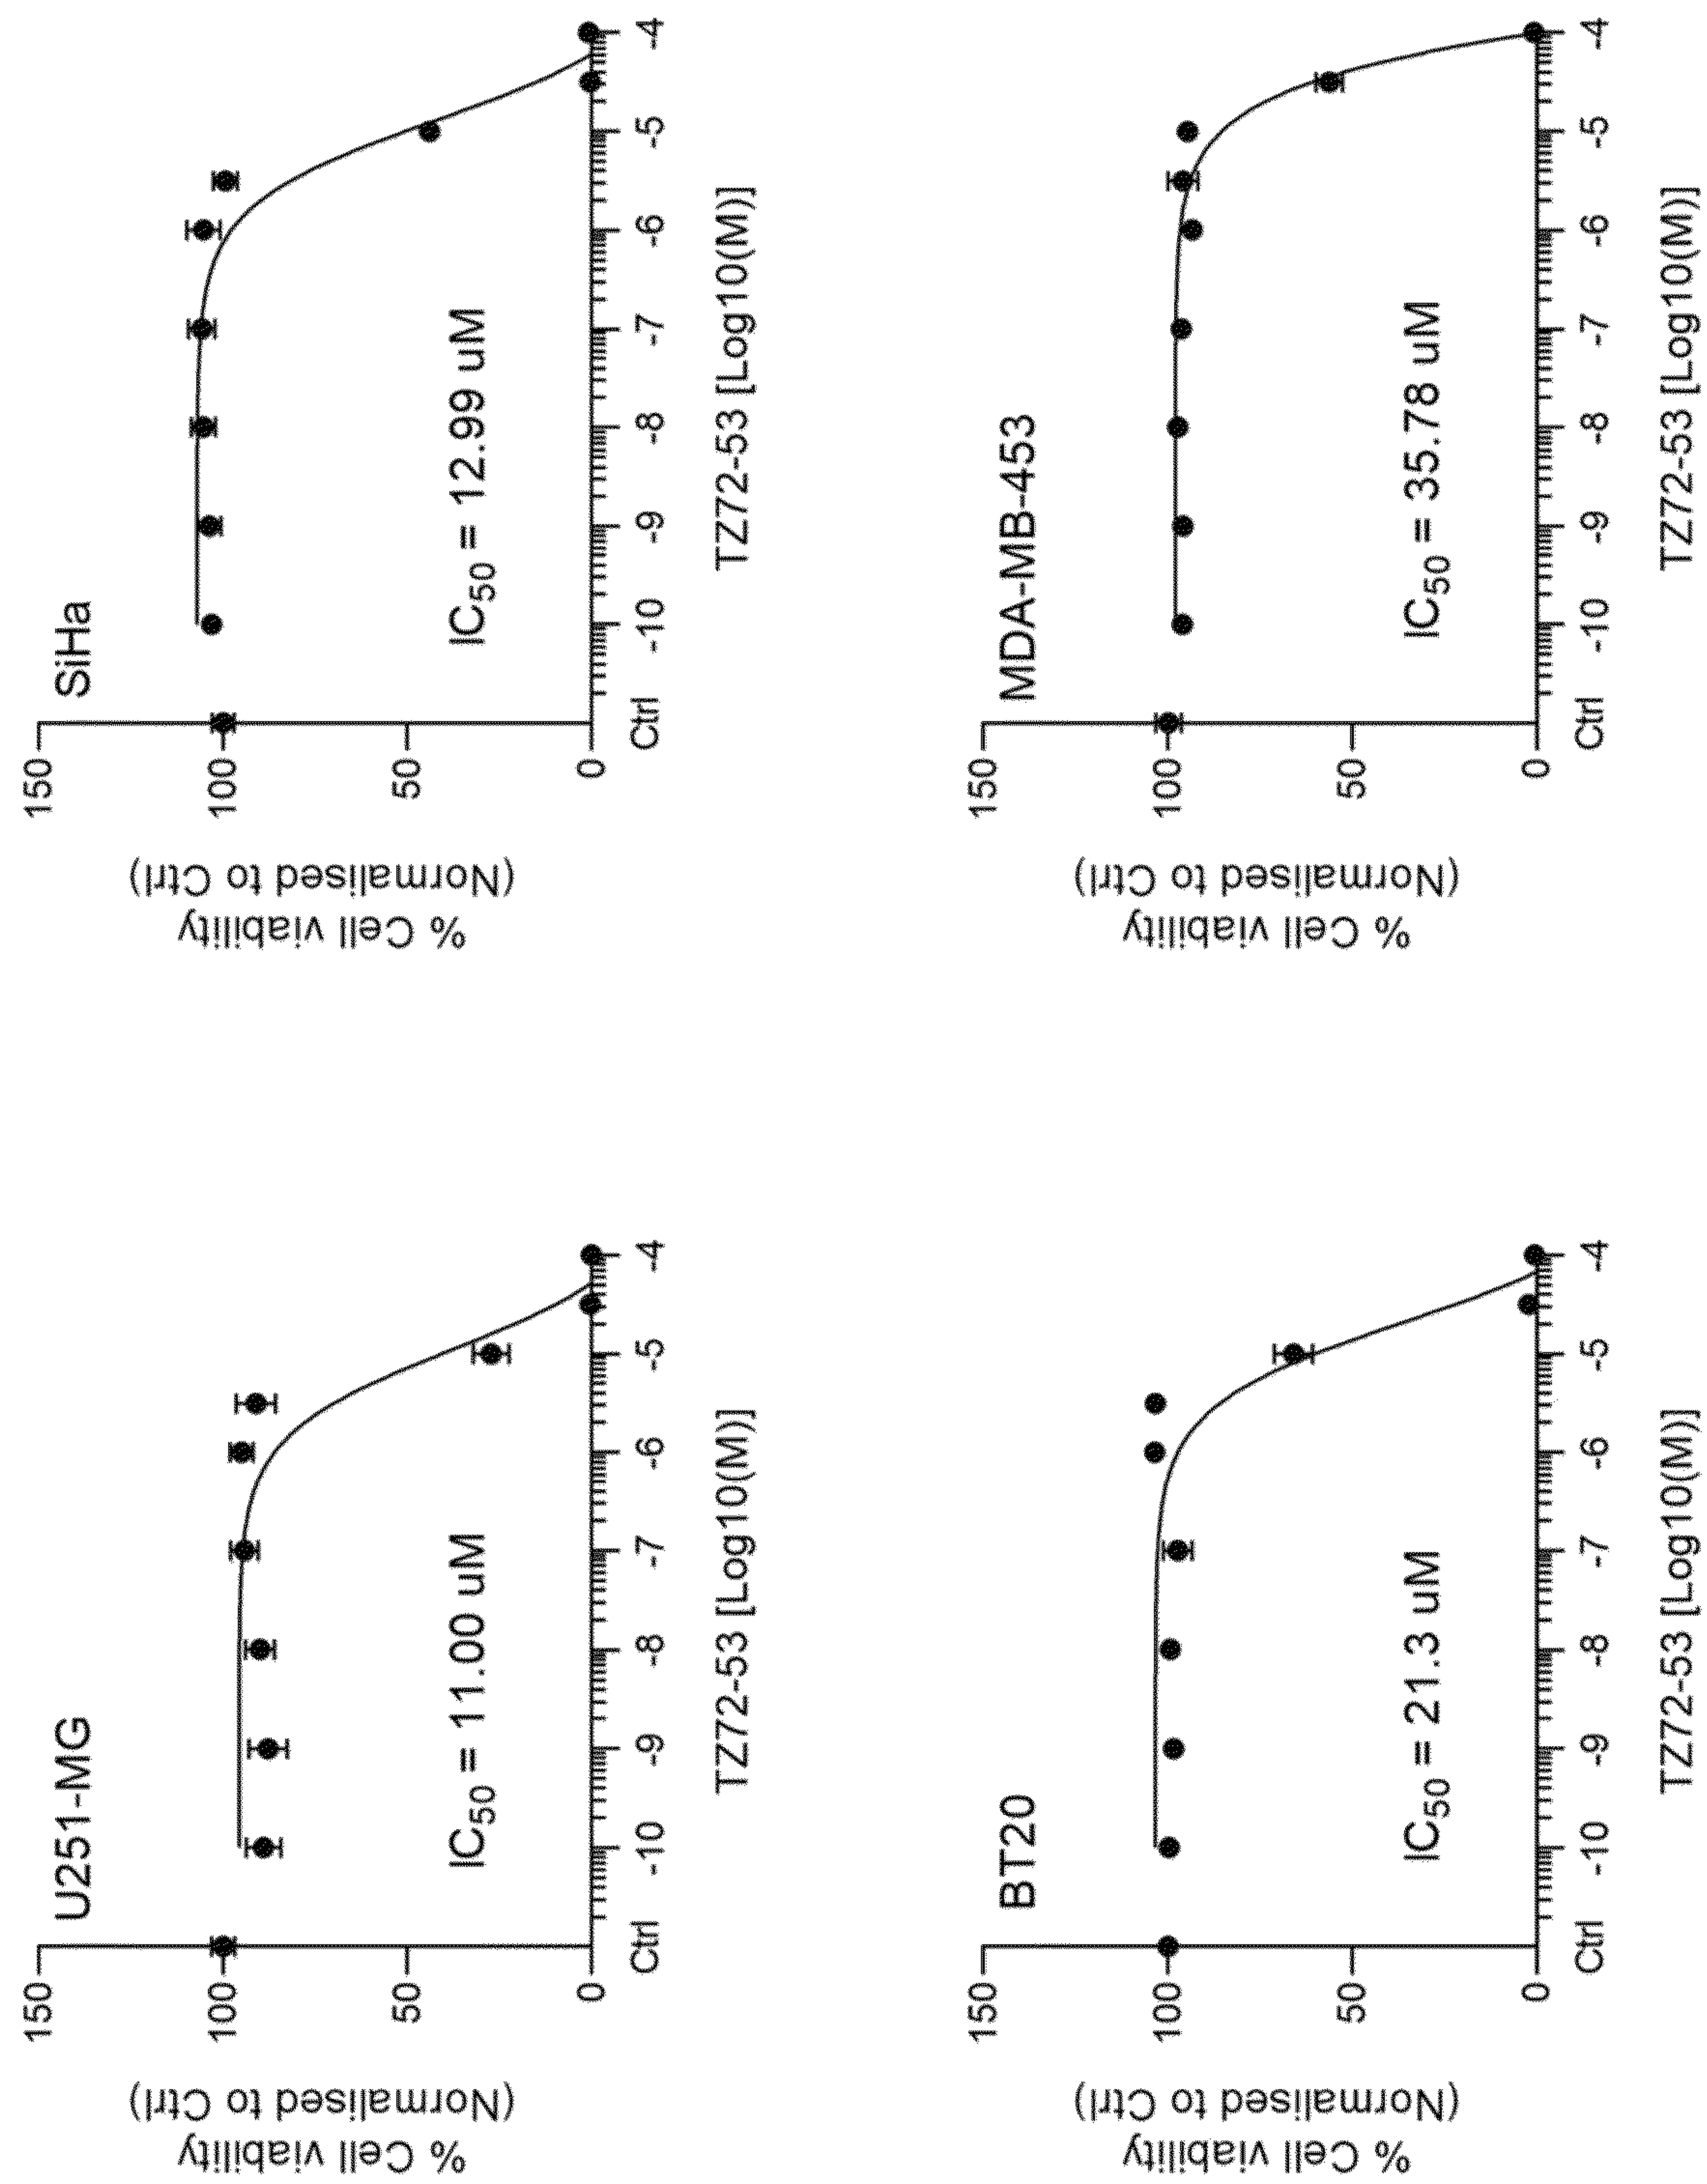 U251-MG
150
100
50
0
% Cell viability
(Normalised to Ctrl)
IC50 = 11.00 uM
Ctrl -10 -9 -8 -7 -6 -5 -4
TZ72-53 [Log10(M)]
SiHa
150
100
50
0
% Cell viability
(Normalised to Ctrl)
IC50 = 12.99 uM
Ctrl -10 -9 -8 -7 -6 -5 -4
TZ72-53 [Log10(M)]
BT20
150
100
50
0
% Cell viability
(Normalised to Ctrl)
IC50 = 21.3 uM
Ctrl -10 -9 -8 -7 -6 -5 -4
TZ72-53 [Log10(M)]
MDA-MB-453
150
100
50
0
% Cell viability
(Normalised to Ctrl)
IC50 = 35.78 uM
Ctrl -10 -9 -8 -7 -6 -5 -4
TZ72-53 [Log10(M)]